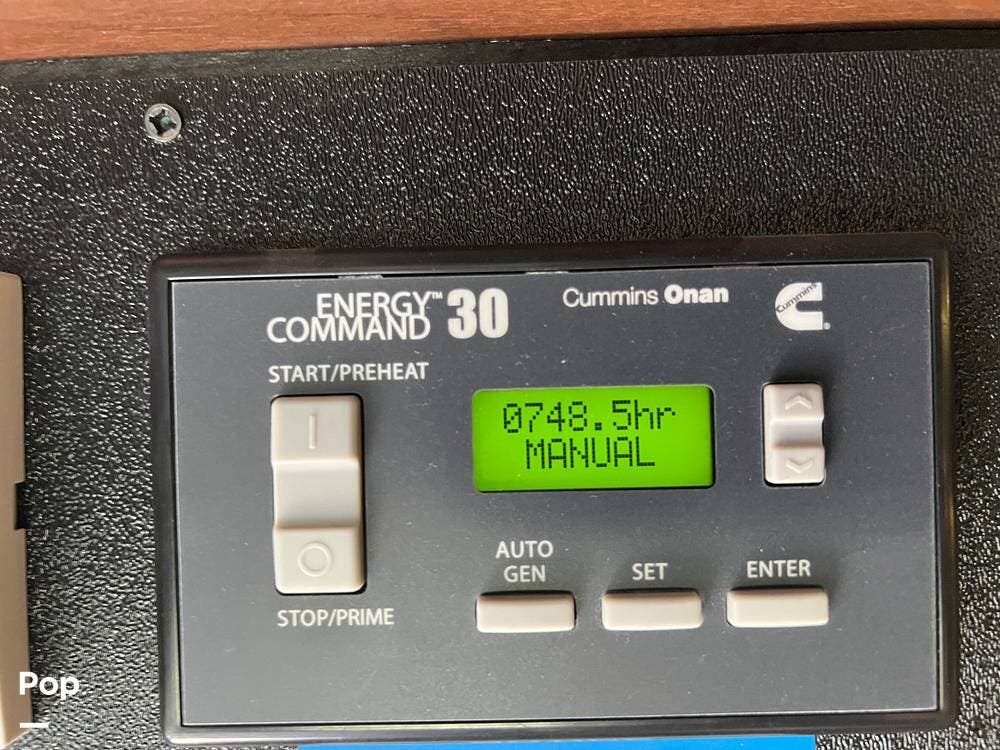 ENERGY™
COMMAND 30
Cummins Onan
Cummins
®
START/PREHEAT
0748.5hr
MANUAL
AUTO
GEN
SET
ENTER
STOP/PRIME
Pop